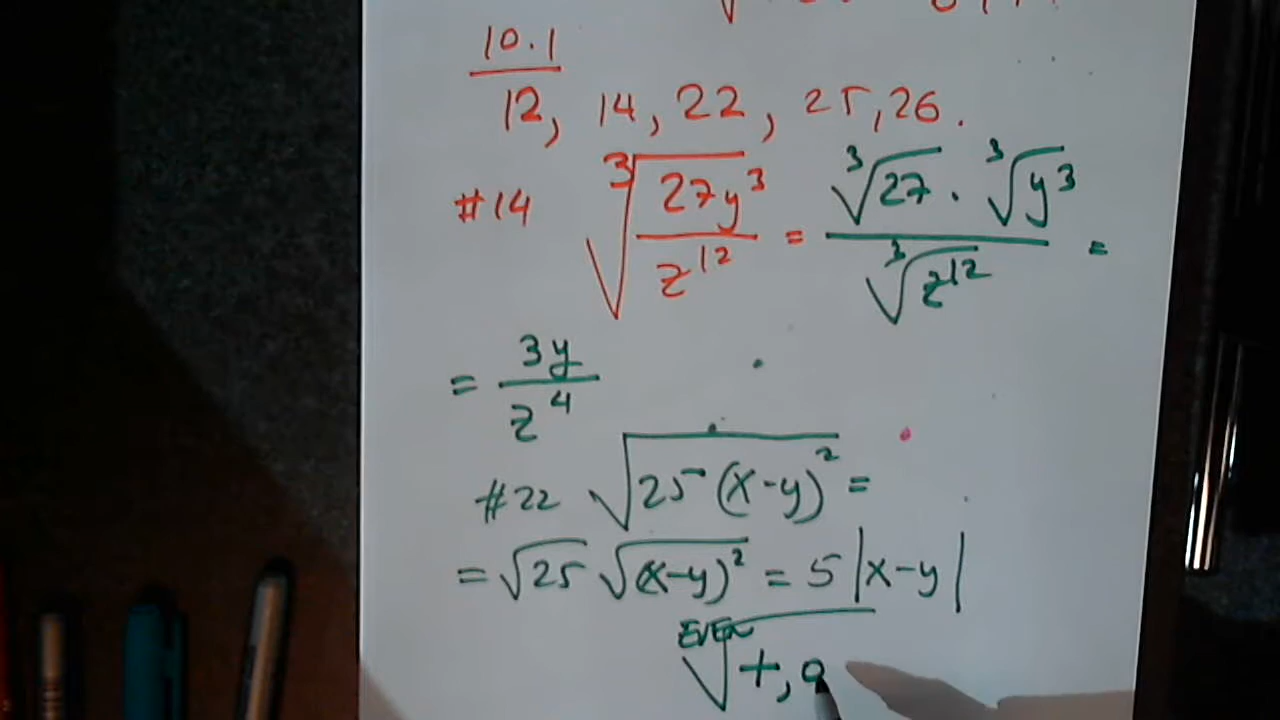 10.1
12, 14, 22, 25, 26.
#14 ∛(27y³/z¹²) = (∛27 · ∛y³)/∛z¹² =
= 3y/z⁴
#22 √(25(x-y)²) =
= √25 √(x-y)² = 5|x-y|
EVEN√+, 0